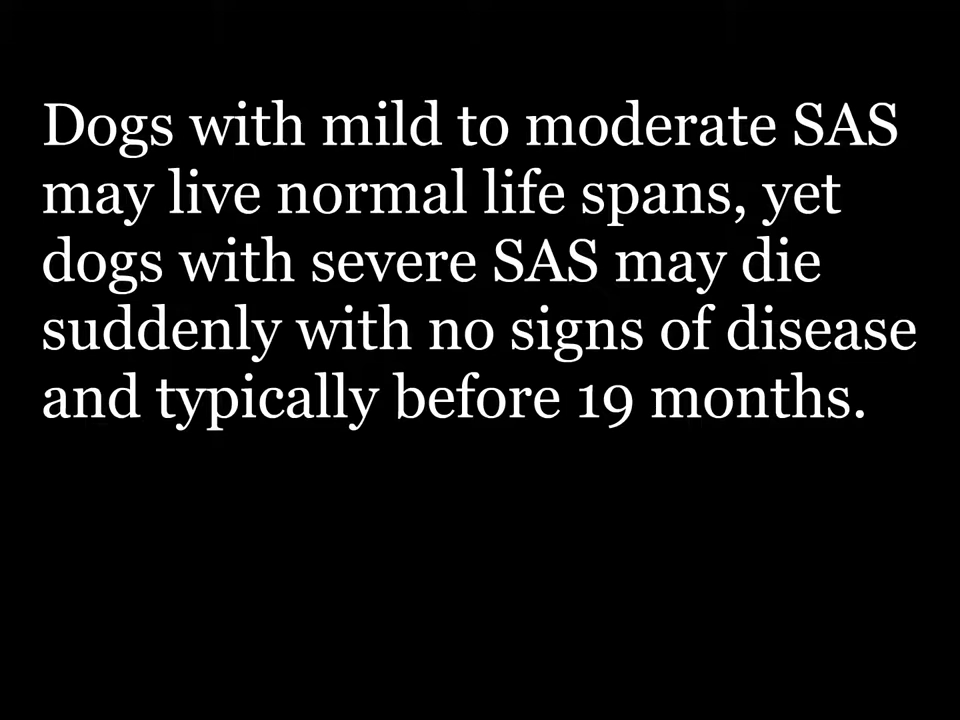 Dogs with mild to moderate SAS
may live normal life spans, yet
dogs with severe SAS may die
suddenly with no signs of disease
and typically before 19 months.